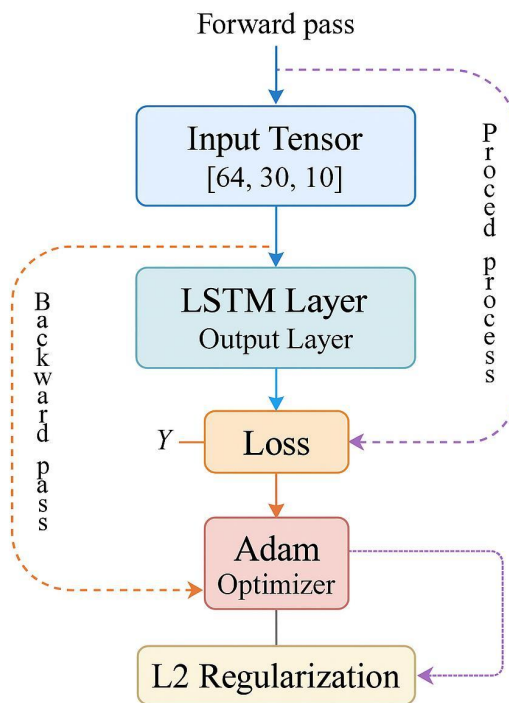 Forward pass
Input Tensor
[64, 30, 10]
Proced process
LSTM Layer
Output Layer
Backward pass
Y
Loss
Adam
Optimizer
L2 Regularization